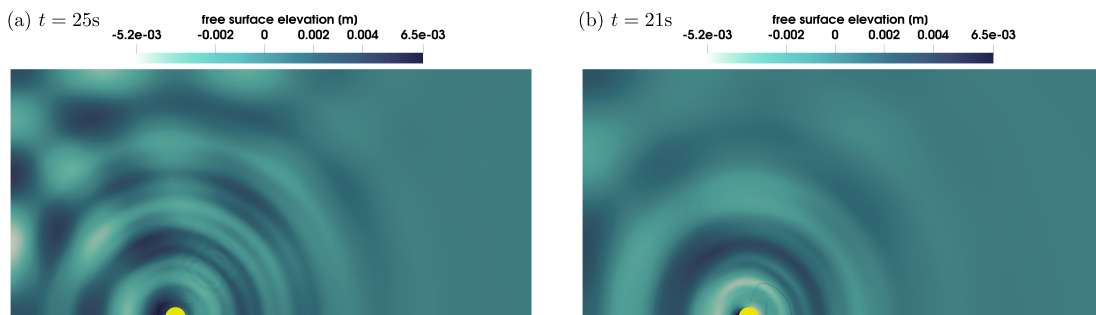 (a) t = 25s
free surface elevation [m]
-5.2e-03 -0.002 0 0.002 0.004 6.5e-03
(b) t = 21s
free surface elevation [m]
-5.2e-03 -0.002 0 0.002 0.004 6.5e-03